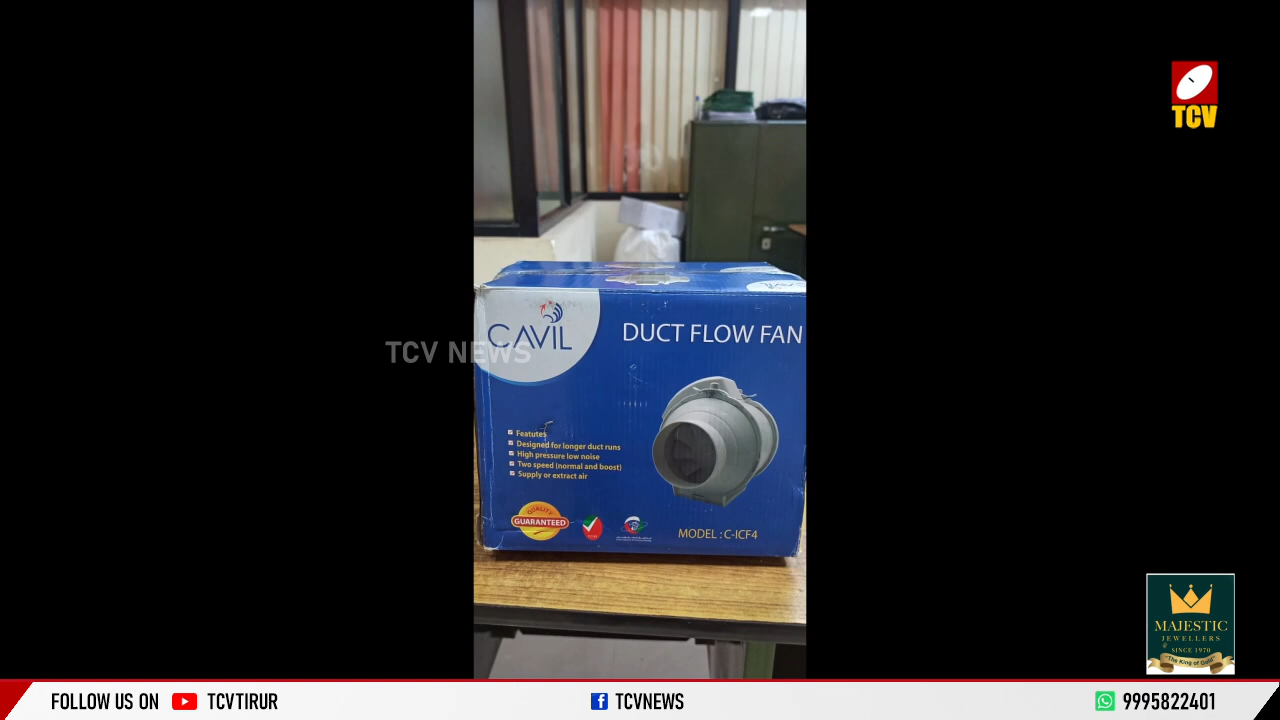 TCV
CAVIL
DUCT FLOW FAN
TCV NEWS
Featutes
Designed for longer duct runs
High pressure low noise
Two speed (normal and boost)
Supply or extract air
QUALITY
GUARANTEED
MODEL : C-ICF4
MAJESTIC
JEWELLERS
SINCE 1970
"The King of Gold"
FOLLOW US ON TCVTIRUR
TCVNEWS
9995822401